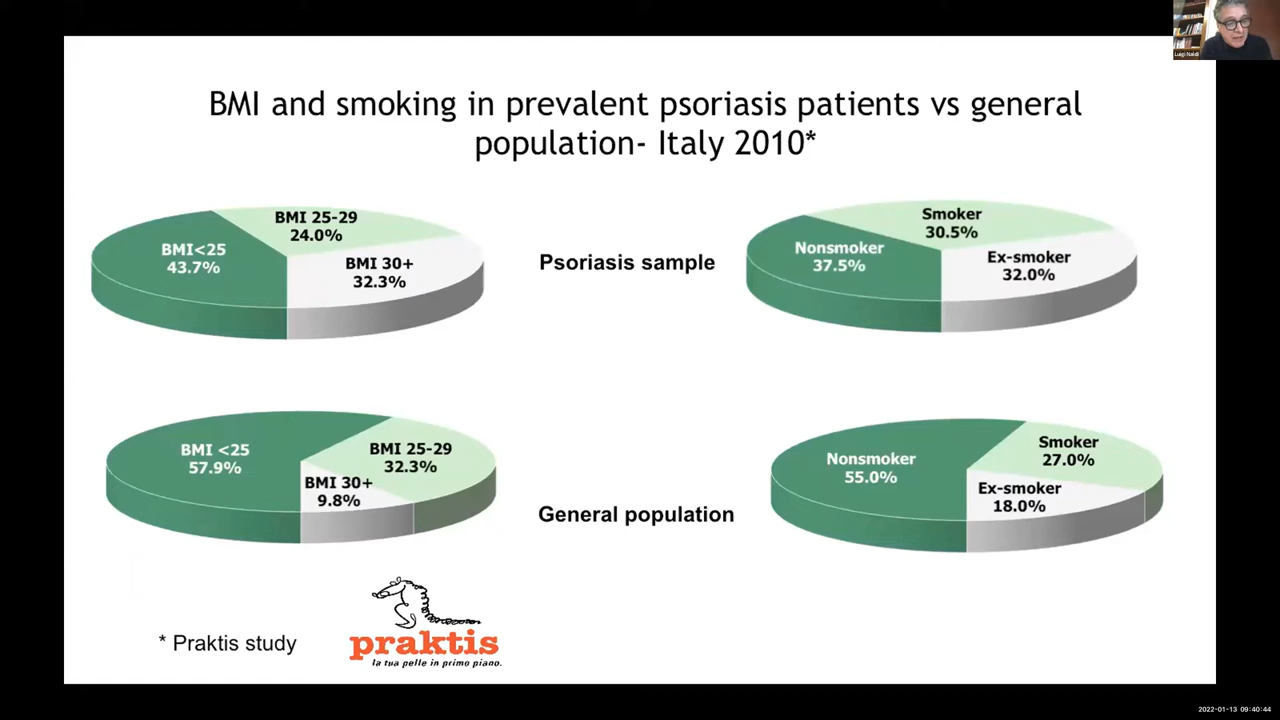 Luigi Naldi
BMI and smoking in prevalent psoriasis patients vs general
population- Italy 2010*
BMI<25
43.7%
BMI 25-29
24.0%
BMI 30+
32.3%
Psoriasis sample
Nonsmoker
37.5%
Smoker
30.5%
Ex-smoker
32.0%
BMI <25
57.9%
BMI 25-29
32.3%
BMI 30+
9.8%
General population
Nonsmoker
55.0%
Smoker
27.0%
Ex-smoker
18.0%
* Praktis study
praktis
la tua pelle in primo piano.
2022-01-13 09:40:44